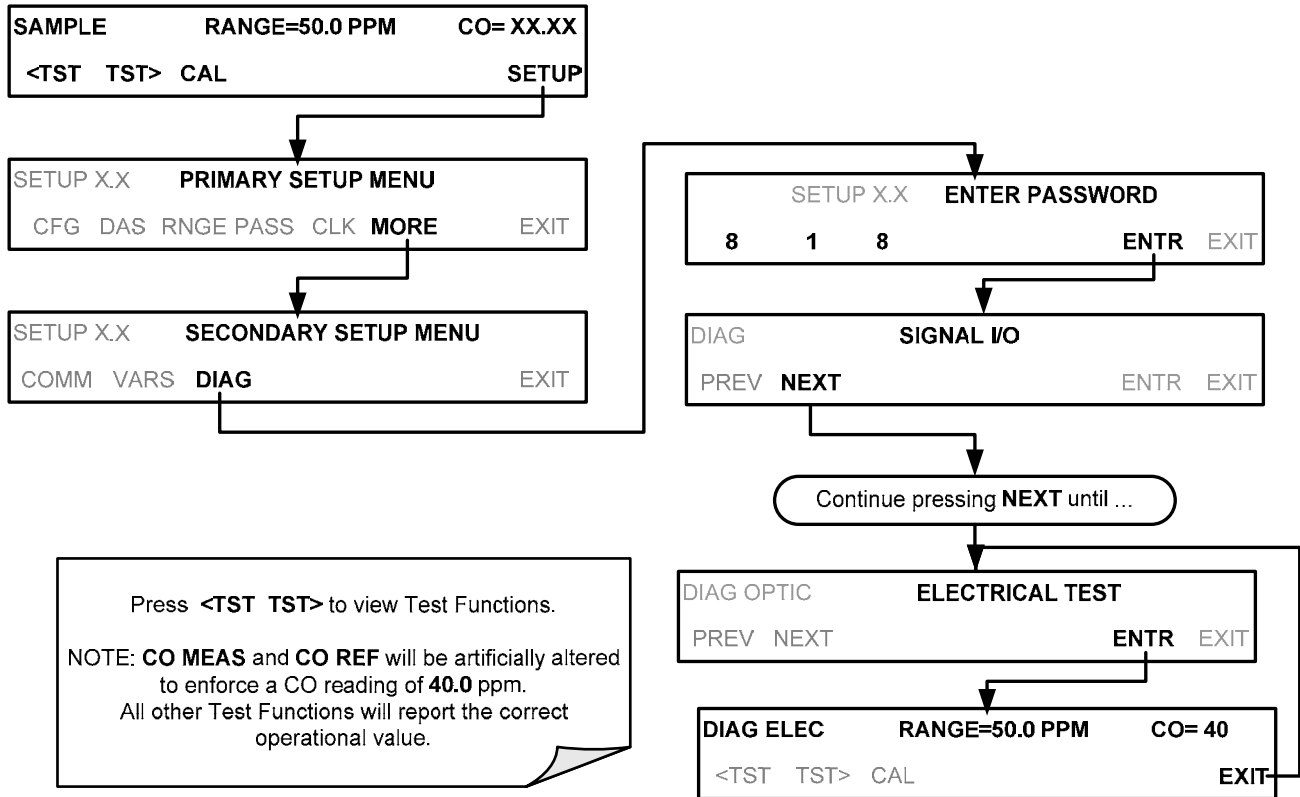 SAMPLE RANGE=50.0 PPM CO= XX.XX
<TST TST> CAL SETUP
SETUP X.X PRIMARY SETUP MENU
CFG DAS RNGE PASS CLK MORE EXIT
SETUP X.X SECONDARY SETUP MENU
COMM VARS DIAG EXIT
SETUP X.X ENTER PASSWORD
8 1 8 ENTR EXIT
DIAG SIGNAL I/O
PREV NEXT ENTR EXIT
Continue pressing NEXT until ...
DIAG OPTIC ELECTRICAL TEST
PREV NEXT ENTR EXIT
DIAG ELEC RANGE=50.0 PPM CO= 40
<TST TST> CAL EXIT
Press <TST TST> to view Test Functions.
NOTE: CO MEAS and CO REF will be artificially altered
to enforce a CO reading of 40.0 ppm.
All other Test Functions will report the correct
operational value.